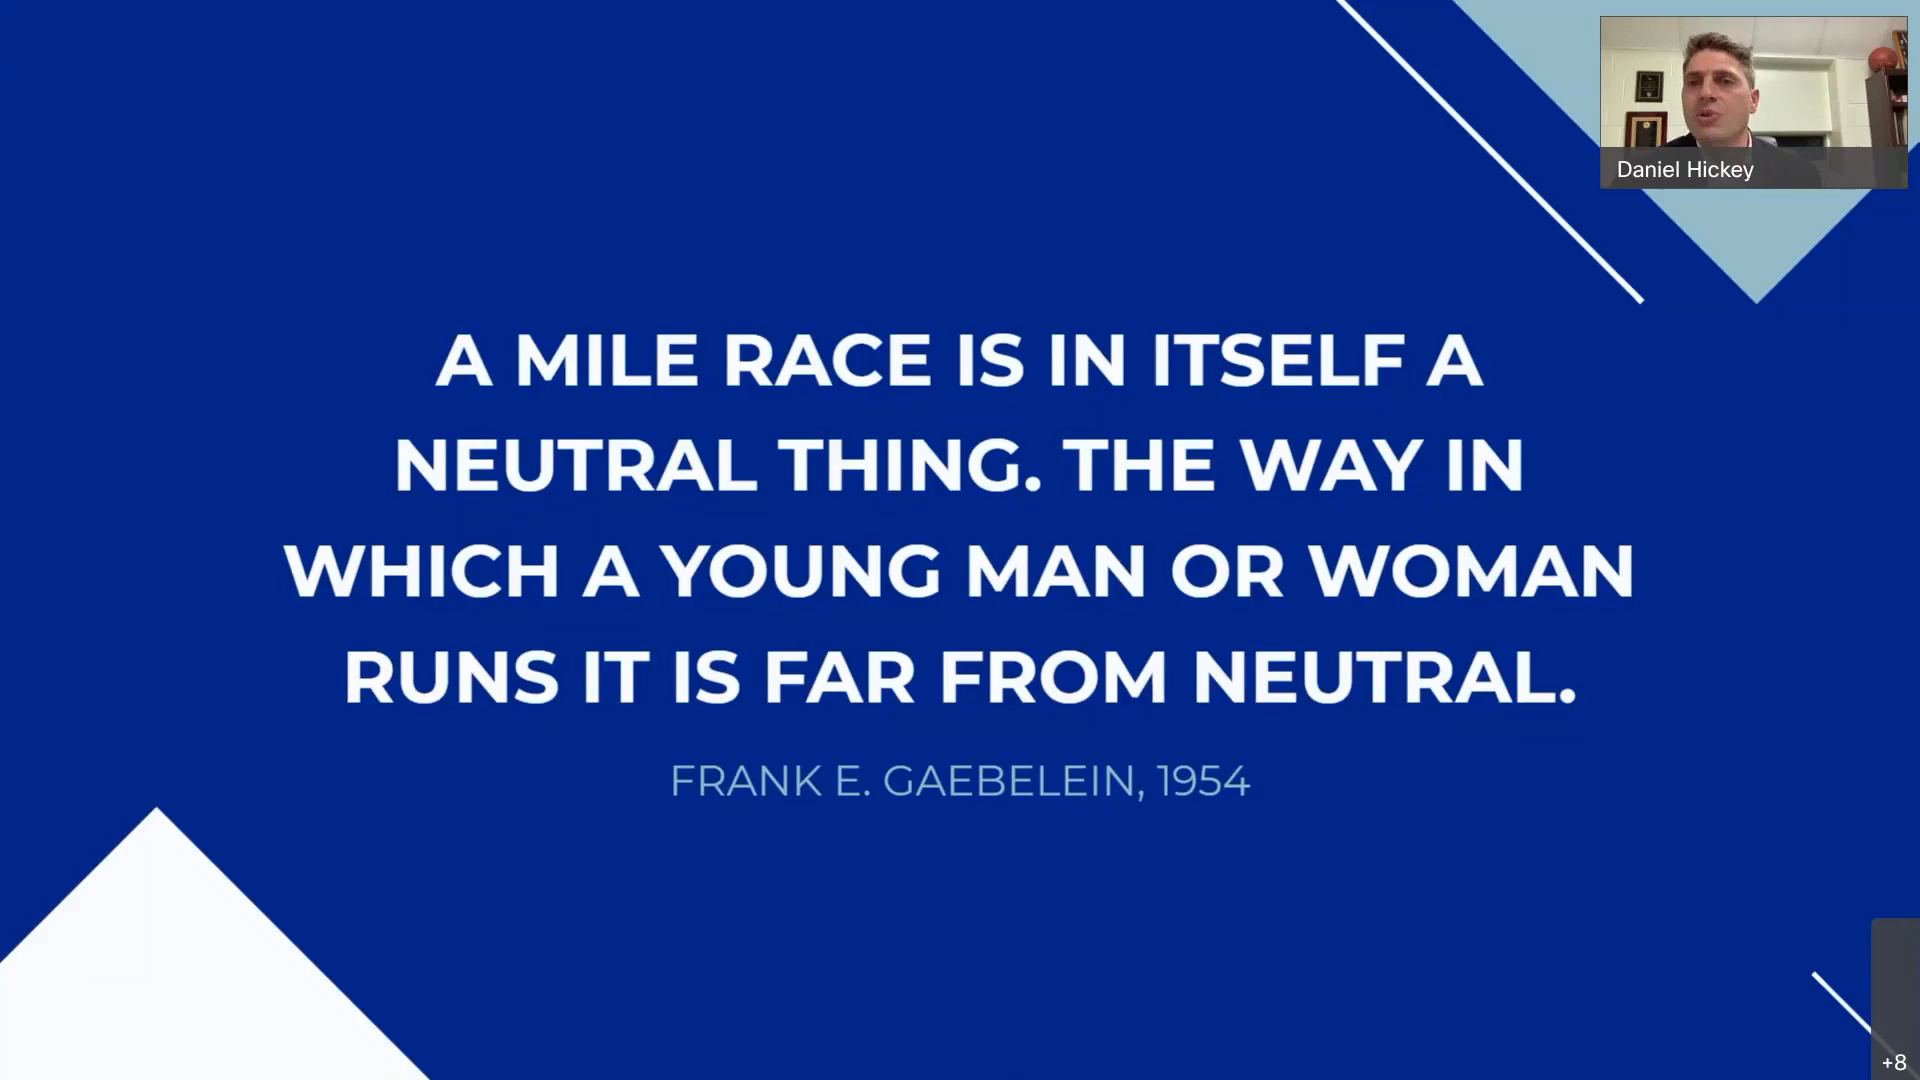 Daniel Hickey
A MILE RACE IS IN ITSELF A
NEUTRAL THING. THE WAY IN
WHICH A YOUNG MAN OR WOMAN
RUNS IT IS FAR FROM NEUTRAL.
FRANK E. GAEBELEIN, 1954
+8